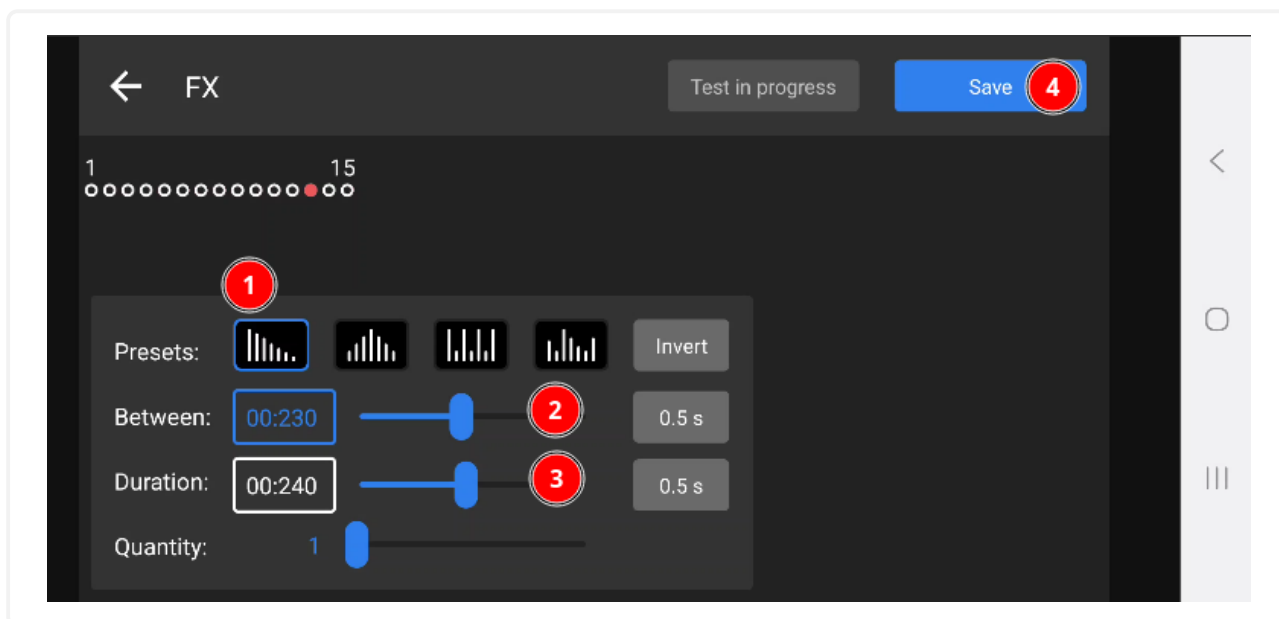 FX
Test in progress
Save
4
1
15
1
Presets:
Invert
Between:
00:230
2
0.5 s
Duration:
00:240
3
0.5 s
Quantity:
1